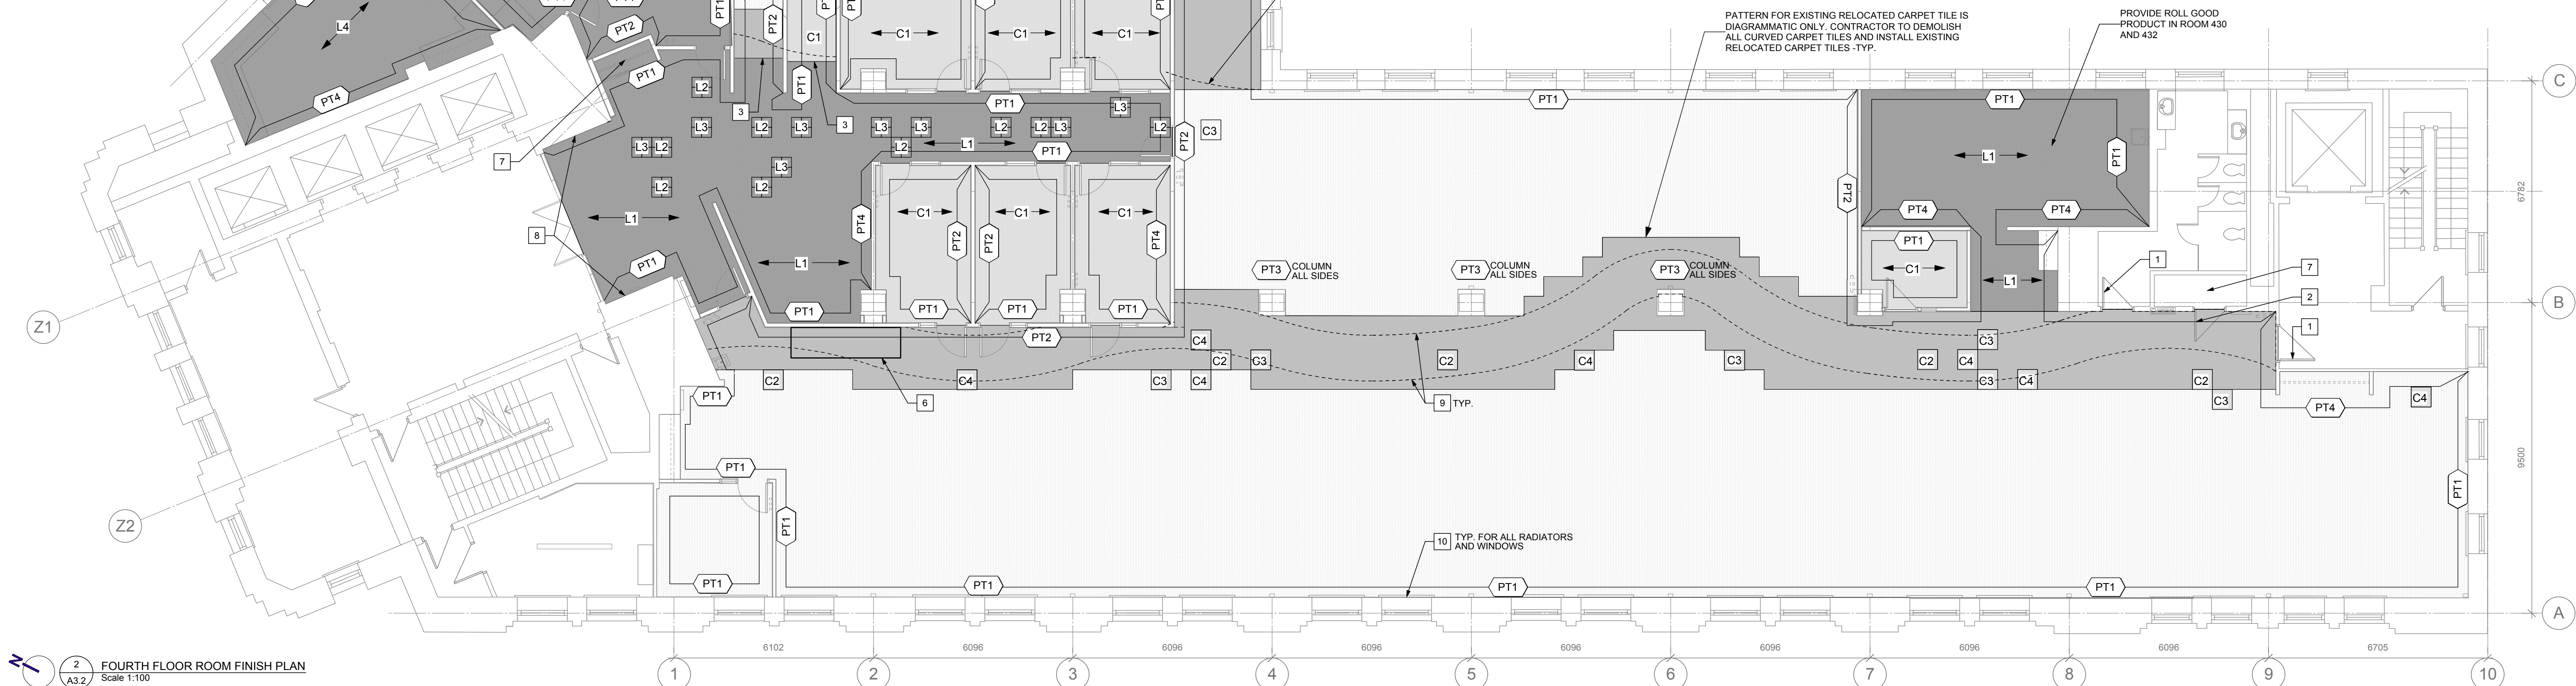 PATTERN FOR EXISTING RELOCATED CARPET TILE IS
DIAGRAMMATIC ONLY. CONTRACTOR TO DEMOLISH
ALL CURVED CARPET TILES AND INSTALL EXISTING
RELOCATED CARPET TILES -TYP.
PROVIDE ROLL GOOD
PRODUCT IN ROOM 430
AND 432
L4
PT2
PT1
PT2
C1
C1
C1
C1
PT1
PT4
PT1
L2
3
3
PT1
L3
PT1
PT1
C
L3
L2
L3
L3
L3
L2
L2
L3
L2
PT2
C3
L3
L2
L2
L1
PT1
L1
PT1
7
L3
L2
L2
6782
PT2
L1
C1
C1
C1
PT4
PT4
8
PT4
PT2
PT2
PT4
PT1
C1
PT1
L1
PT3
COLUMN
ALL SIDES
PT3
COLUMN
ALL SIDES
PT3
COLUMN
ALL SIDES
L1
1
7
2
1
B
PT1
PT1
PT1
PT1
PT2
Z1
C4
C2
C3
C2
C4
C3
C2
C4
C3
C2
C4
C3
C4
C3
C4
C2
C3
C4
PT1
6
9
TYP.
PT4
PT1
9500
PT1
PT1
Z2
10
TYP. FOR ALL RADIATORS
AND WINDOWS
PT1
PT1
PT1
PT1
A
6102
6096
6096
6096
6096
6096
6096
6096
6705
1
2
3
4
5
6
7
8
9
10
N
2
A3.2
FOURTH FLOOR ROOM FINISH PLAN
Scale 1:100